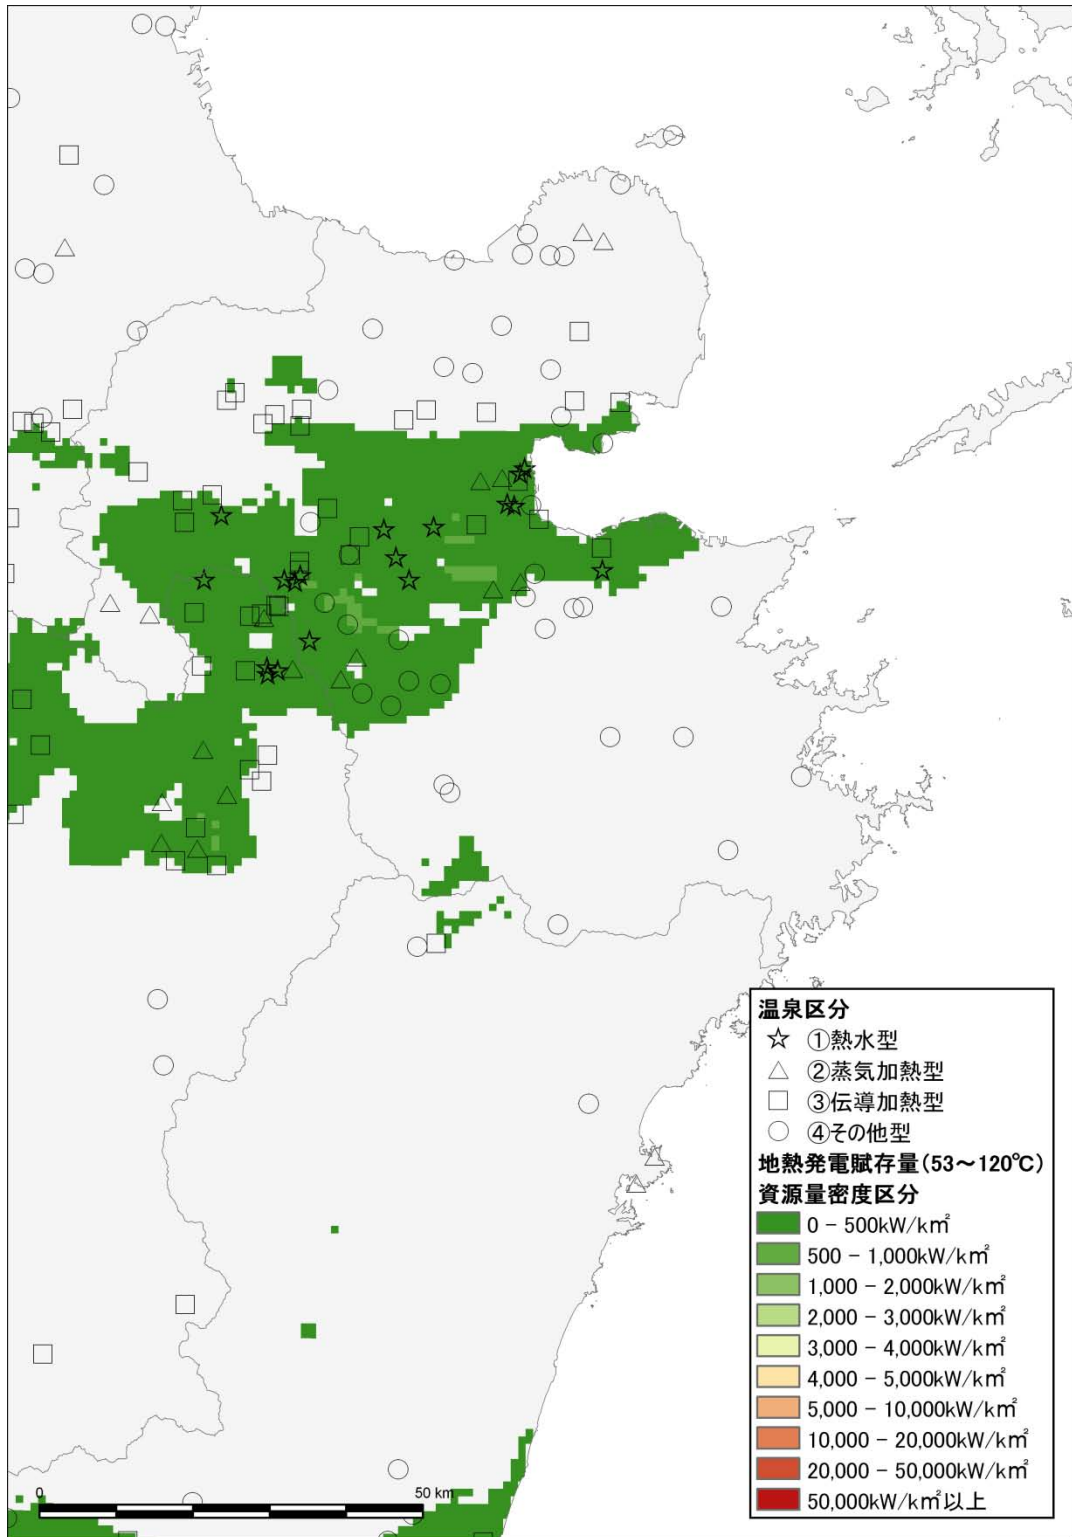 温泉区分
①熱水型
②蒸気加熱型
③伝導加熱型
④その他型
地熱発電賦存量(53～120℃)
資源量密度区分
0－500kW/k㎡
500－1,000kW/k㎡
1,000－2,000kW/k㎡
2,000－3,000kW/k㎡
3,000－4,000kW/k㎡
4,000－5,000kW/k㎡
5,000－10,000kW/k㎡
10,000－20,000kW/k㎡
20,000－50,000kW/k㎡
50,000kW/k㎡以上
0 50 km